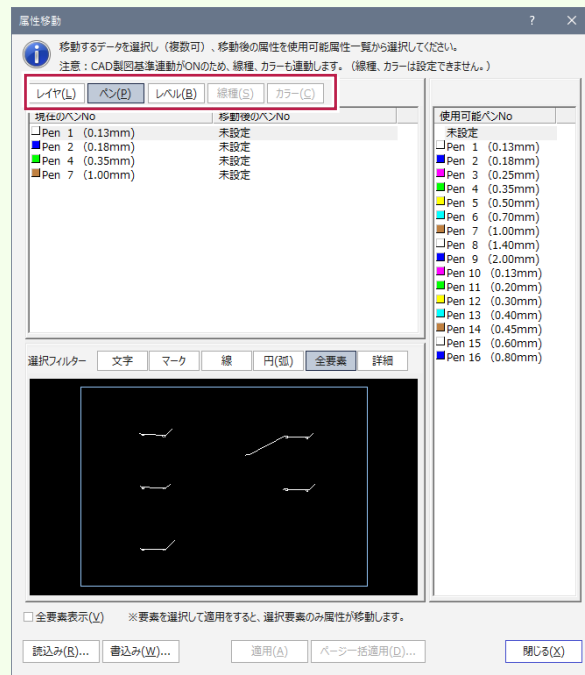 属性移動 ? ×
移動するデータを選択し（複数可）、移動後の属性を使用可能属性一覧から選択してください。
注意：CAD製図基準連動がONのため、線種、カラーも連動します。（線種、カラーは設定できません。）
レイヤ(L) ペン(P) レベル(B) 線種(S) カラー(C)
現在のペンNo 移動後のペンNo
Pen 1 (0.13mm) 未設定
Pen 2 (0.18mm) 未設定
Pen 4 (0.35mm) 未設定
Pen 7 (1.00mm) 未設定
使用可能ペンNo
未設定
Pen 1 (0.13mm)
Pen 2 (0.18mm)
Pen 3 (0.25mm)
Pen 4 (0.35mm)
Pen 5 (0.50mm)
Pen 6 (0.70mm)
Pen 7 (1.00mm)
Pen 8 (1.40mm)
Pen 9 (2.00mm)
Pen 10 (0.13mm)
Pen 11 (0.20mm)
Pen 12 (0.30mm)
Pen 13 (0.40mm)
Pen 14 (0.45mm)
Pen 15 (0.60mm)
Pen 16 (0.80mm)
選択フィルター 文字 マーク 線 円(弧) 全要素 詳細
全要素表示(V) ※要素を選択して適用をすると、選択要素のみ属性が移動します。
読込み(R)... 書込み(W)... 適用(A) ページ一括適用(D)... 閉じる(X)